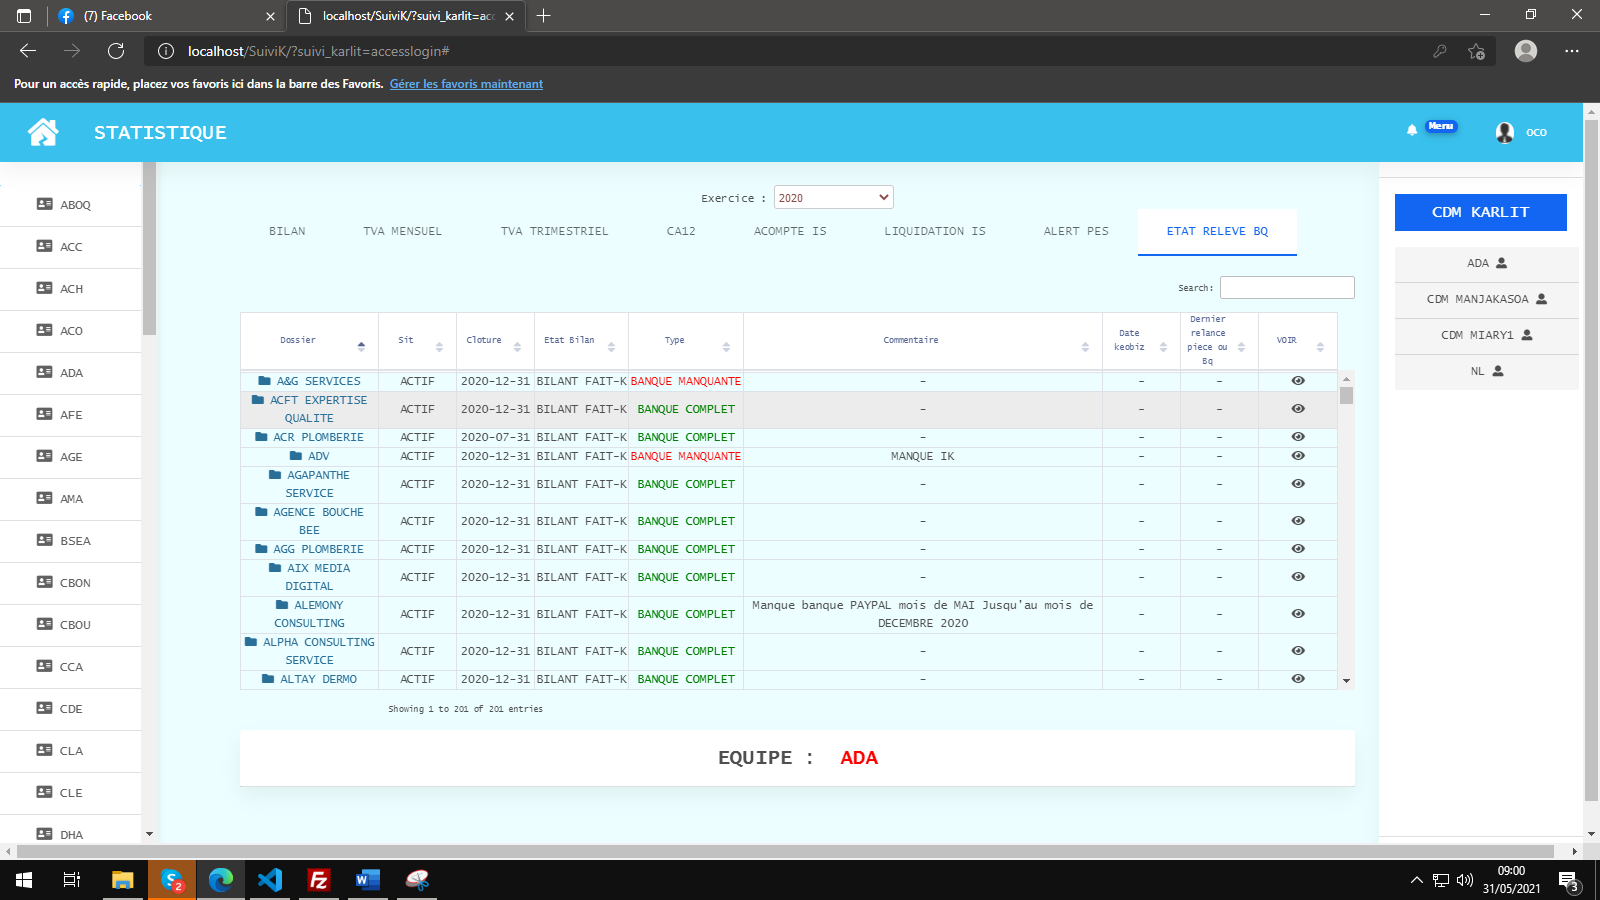 (7) Facebook
localhost/SuiviK/?suivi_karlit=acc
localhost/SuiviK/?suivi_karlit=accesslogin#
Pour un accès rapide, placez vos favoris ici dans la barre des Favoris. Gérer les favoris maintenant
STATISTIQUE
Menu
OCO
ABOQ
ACC
ACH
ACO
ADA
AFE
AGE
AMA
BSEA
CBON
CBOU
CCA
CDE
CLA
CLE
DHA
Exercice : 2020
BILAN TVA MENSUEL TVA TRIMESTRIEL CA12 ACOMPTE IS LIQUIDATION IS ALERT PES ETAT RELEVE BQ
Search:
Dossier Sit Cloture Etat Bilan Type Commentaire Date keobiz Dernier relance piece ou Bq VOIR
A&G SERVICES ACTIF 2020-12-31 BILANT FAIT-K BANQUE MANQUANTE - - -
ACFT EXPERTISE QUALITE ACTIF 2020-12-31 BILANT FAIT-K BANQUE COMPLET - - -
ACR PLOMBERIE ACTIF 2020-07-31 BILANT FAIT-K BANQUE COMPLET - - -
ADV ACTIF 2020-12-31 BILANT FAIT-K BANQUE MANQUANTE MANQUE IK - -
AGAPANTHE SERVICE ACTIF 2020-12-31 BILANT FAIT-K BANQUE COMPLET - - -
AGENCE BOUCHE BEE ACTIF 2020-12-31 BILANT FAIT-K BANQUE COMPLET - - -
AGG PLOMBERIE ACTIF 2020-12-31 BILANT FAIT-K BANQUE COMPLET - - -
AIX MEDIA DIGITAL ACTIF 2020-12-31 BILANT FAIT-K BANQUE COMPLET - - -
ALEMONY CONSULTING ACTIF 2020-12-31 BILANT FAIT-K BANQUE COMPLET Manque banque PAYPAL mois de MAI Jusqu'au mois de DECEMBRE 2020 - -
ALPHA CONSULTING SERVICE ACTIF 2020-12-31 BILANT FAIT-K BANQUE COMPLET - - -
ALTAY DERMO ACTIF 2020-12-31 BILANT FAIT-K BANQUE COMPLET - - -
Showing 1 to 201 of 201 entries
EQUIPE : ADA
CDM KARLIT
ADA
CDM MANJAKASOA
CDM MIARY1
NL
2
09:00
31/05/2021
3